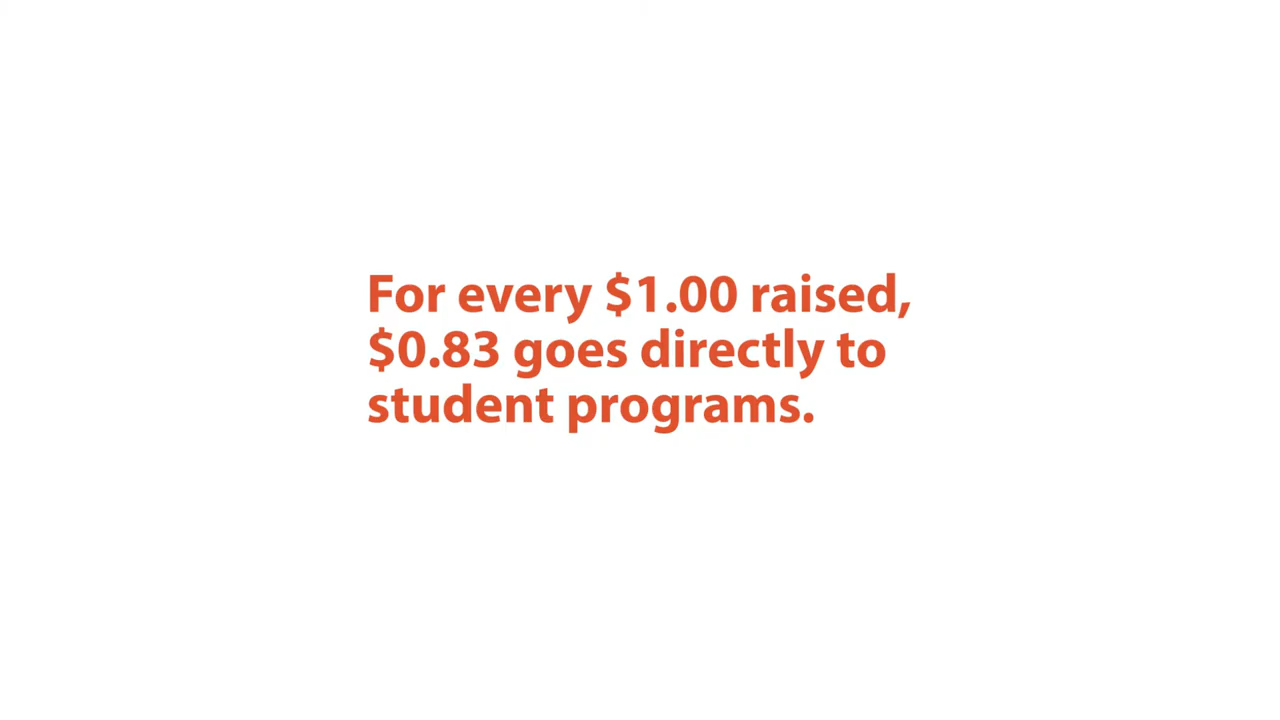 For every $1.00 raised,
$0.83 goes directly to
student programs.